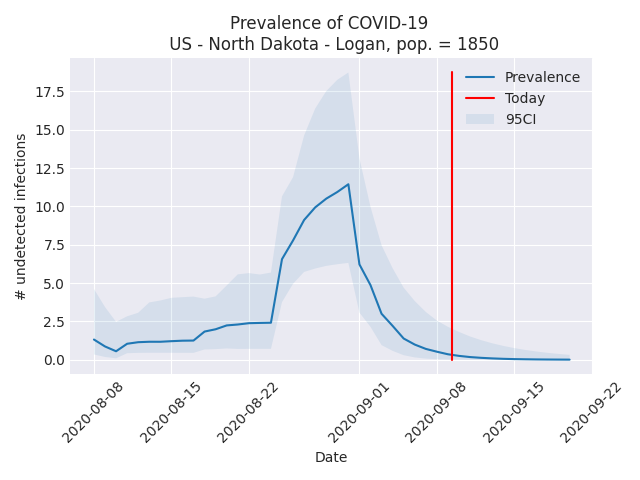 Prevalence of COVID-19
US - North Dakota - Logan, pop. = 1850
# undetected infections
17.5
15.0
12.5
10.0
7.5
5.0
2.5
0.0
Prevalence
Today
95CI
2020-08-08
2020-08-15
2020-08-22
2020-09-01
2020-09-08
2020-09-15
2020-09-22
Date